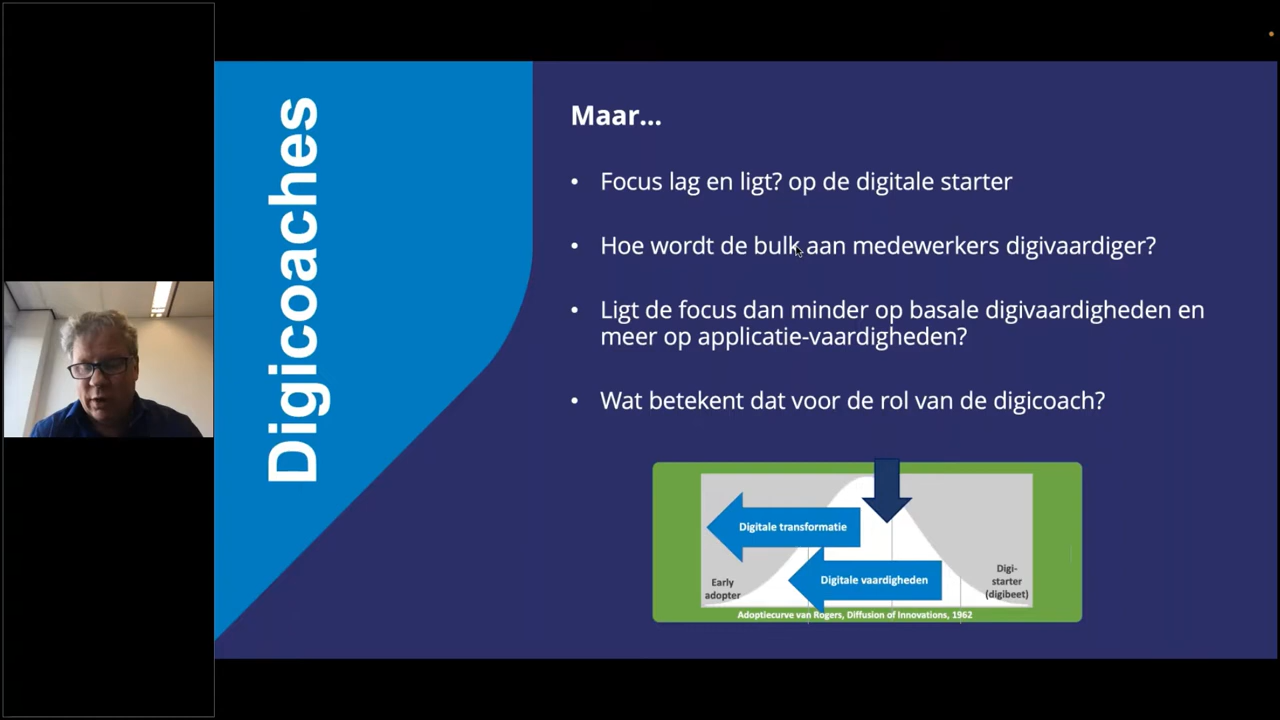 Digicoaches
Maar...
• Focus lag en ligt? op de digitale starter
• Hoe wordt de bulk aan medewerkers digivaardiger?
• Ligt de focus dan minder op basale digivaardigheden en
meer op applicatie-vaardigheden?
• Wat betekent dat voor de rol van de digicoach?
Digitale transformatie
Digitale vaardigheden
Early
adopter
Digi-
starter
(digibeet)
Adoptiecurve van Rogers, Diffusion of Innovations, 1962